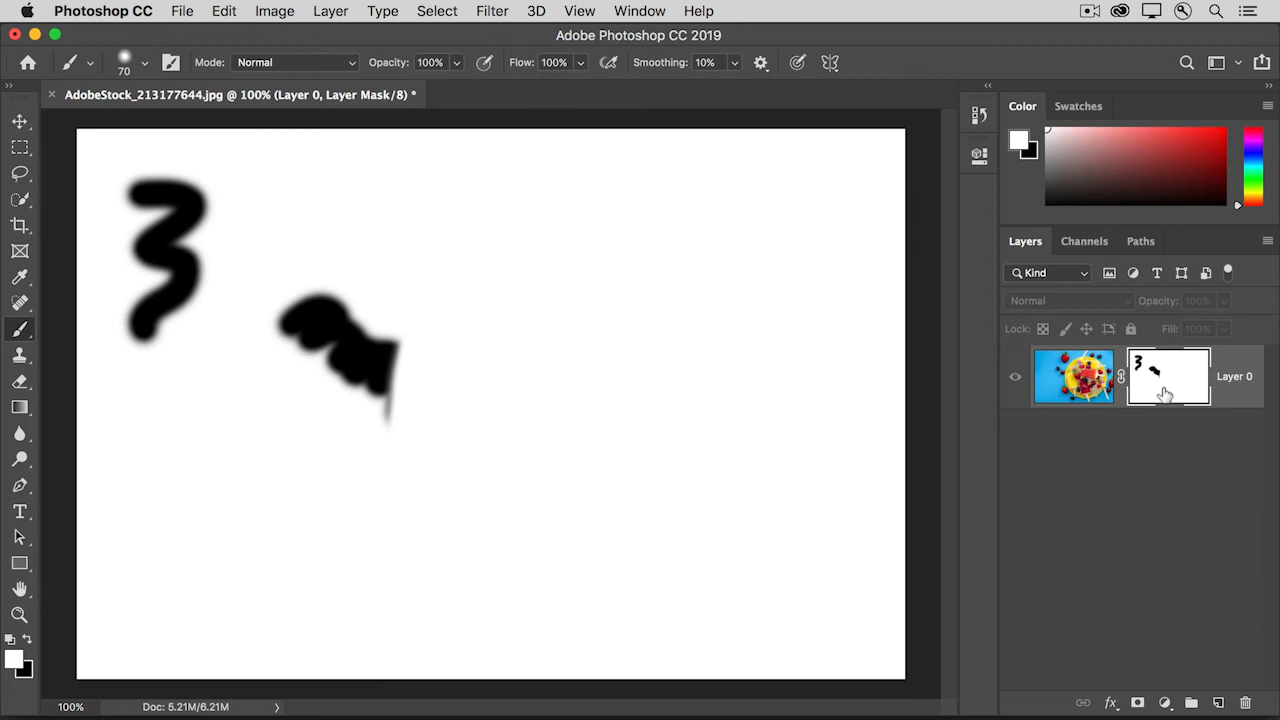 Photoshop CC File Edit Image Layer Type Select Filter 3D View Window Help
Adobe Photoshop CC 2019
70 Mode: Normal Opacity: 100% Flow: 100% Smoothing: 10%
AdobeStock_213177644.jpg @ 100% (Layer 0, Layer Mask/8) *
Color Swatches
Layers Channels Paths
Kind
Normal Opacity: 100%
Lock: Fill: 100%
Layer 0
100% Doc: 5.21M/6.21M